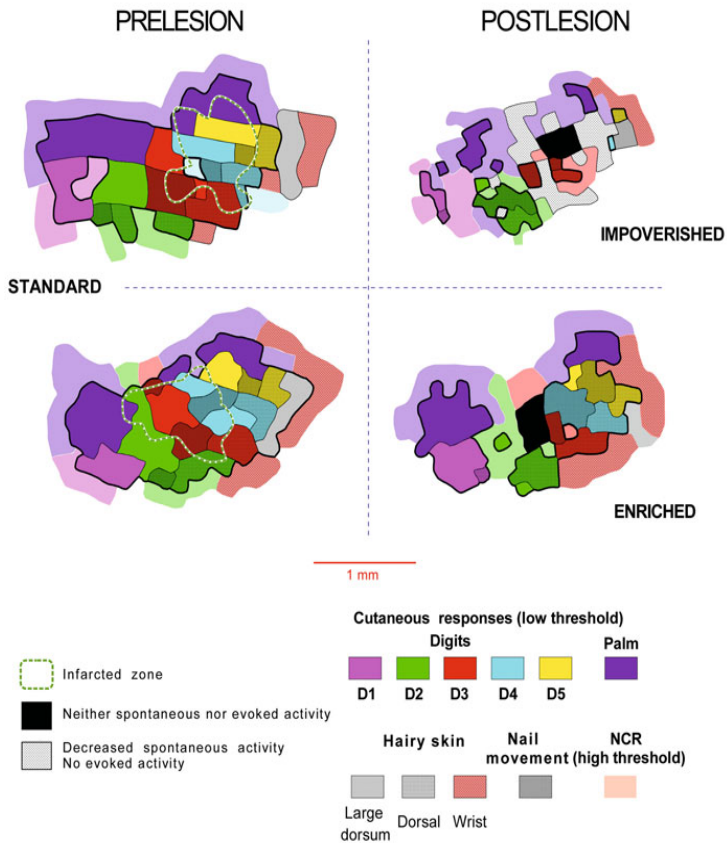 PRELESION
POSTLESION
IMPOVERISHED
STANDARD
ENRICHED
1 mm
Cutaneous responses (low threshold)
Digits
Palm
D1 D2 D3 D4 D5
Infarcted zone
Neither spontaneous nor evoked activity
Decreased spontaneous activity
No evoked activity
Hairy skin
Nail
movement
NCR
(high threshold)
Large
dorsum
Dorsal
Wrist